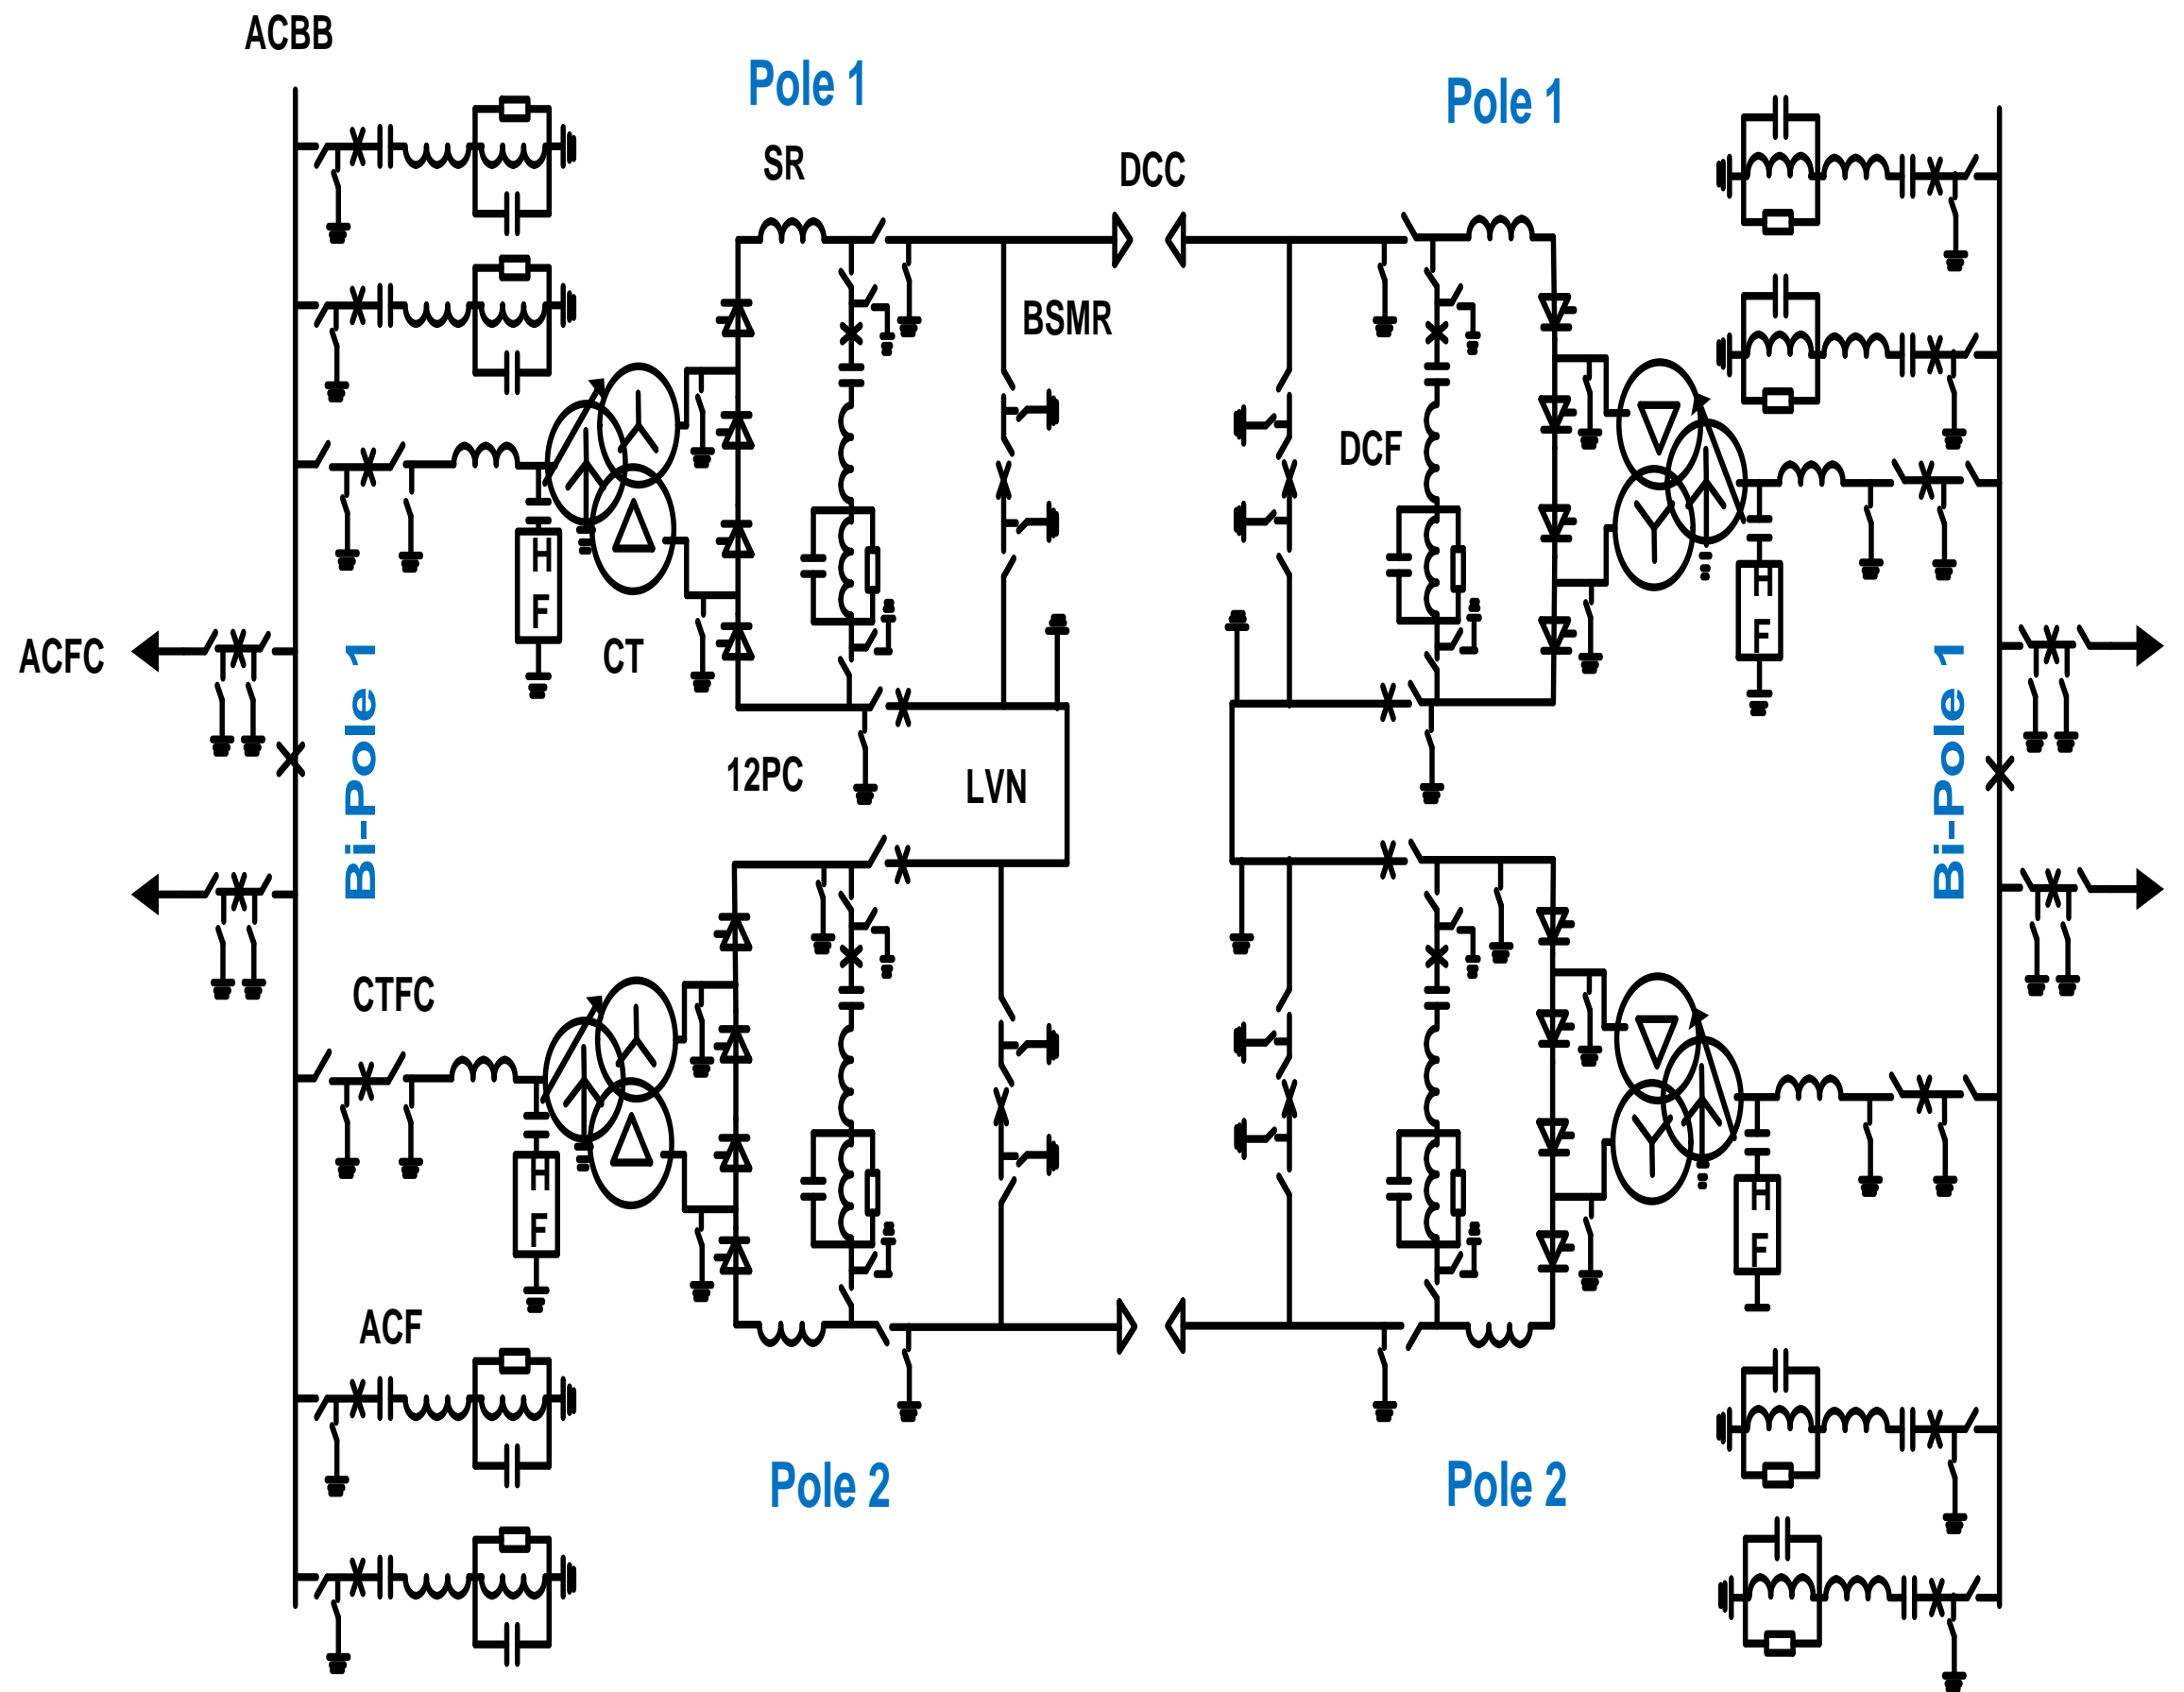 ACBB
Pole 1
Pole 1
SR
DCC
BSMR
DCF
H
F
H
F
ACFC
CT
Bi-Pole 1
Bi-Pole 1
12PC
LVN
CTFC
H
F
H
F
ACF
Pole 2
Pole 2